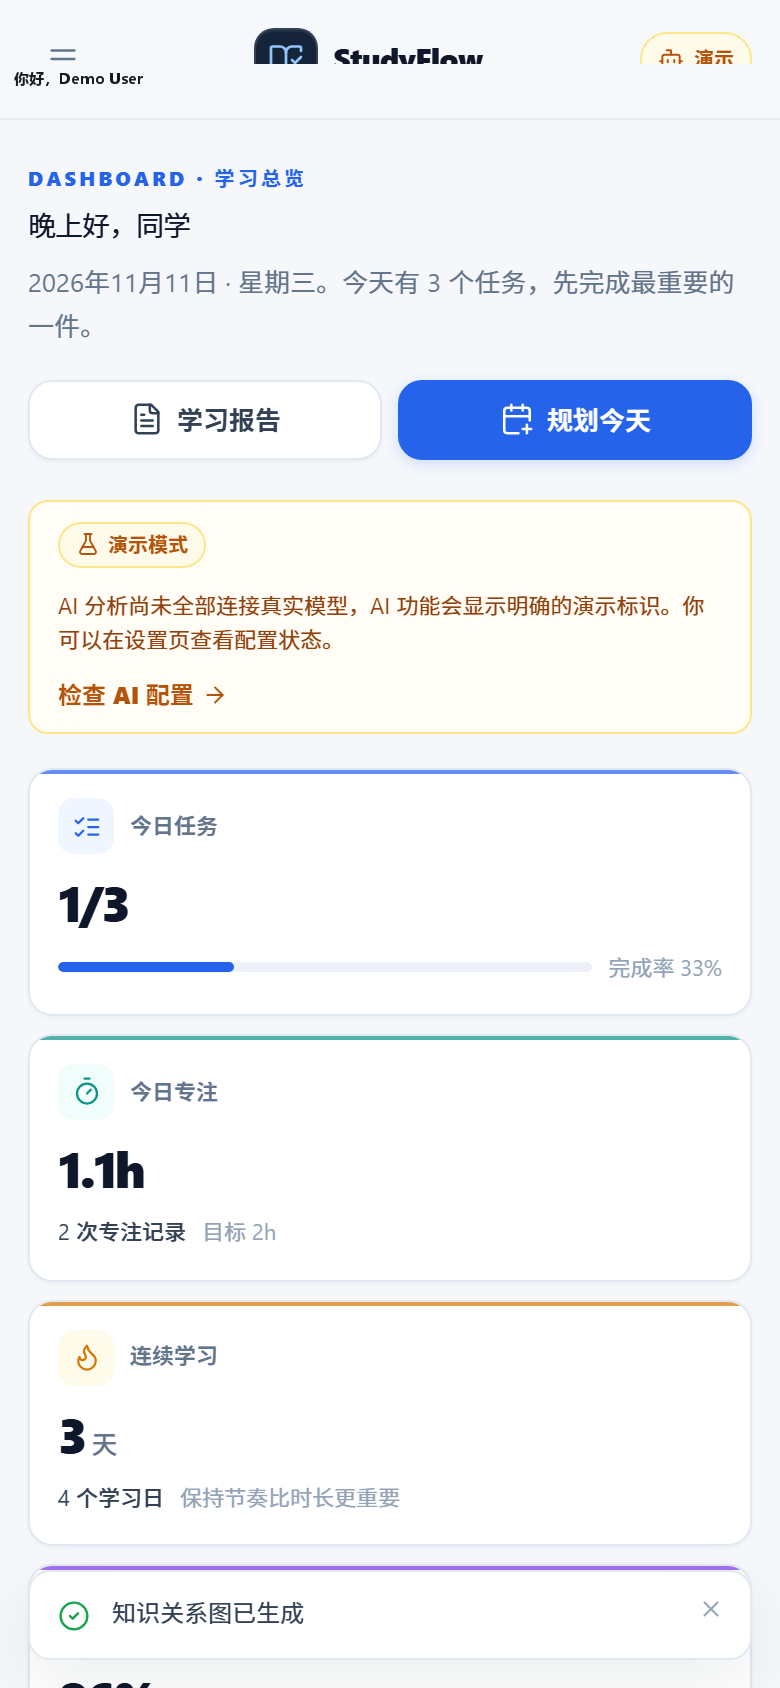 StudyFlow
演示
你好，Demo User
DASHBOARD · 学习总览
晚上好，同学
2026年11月11日 · 星期三。今天有 3 个任务，先完成最重要的
一件。
学习报告
规划今天
演示模式
AI 分析尚未全部连接真实模型，AI 功能会显示明确的演示标识。你
可以在设置页查看配置状态。
检查 AI 配置
今日任务
1/3
完成率 33%
今日专注
1.1h
2 次专注记录 目标 2h
连续学习
3 天
4 个学习日 保持节奏比时长更重要
知识关系图已生成